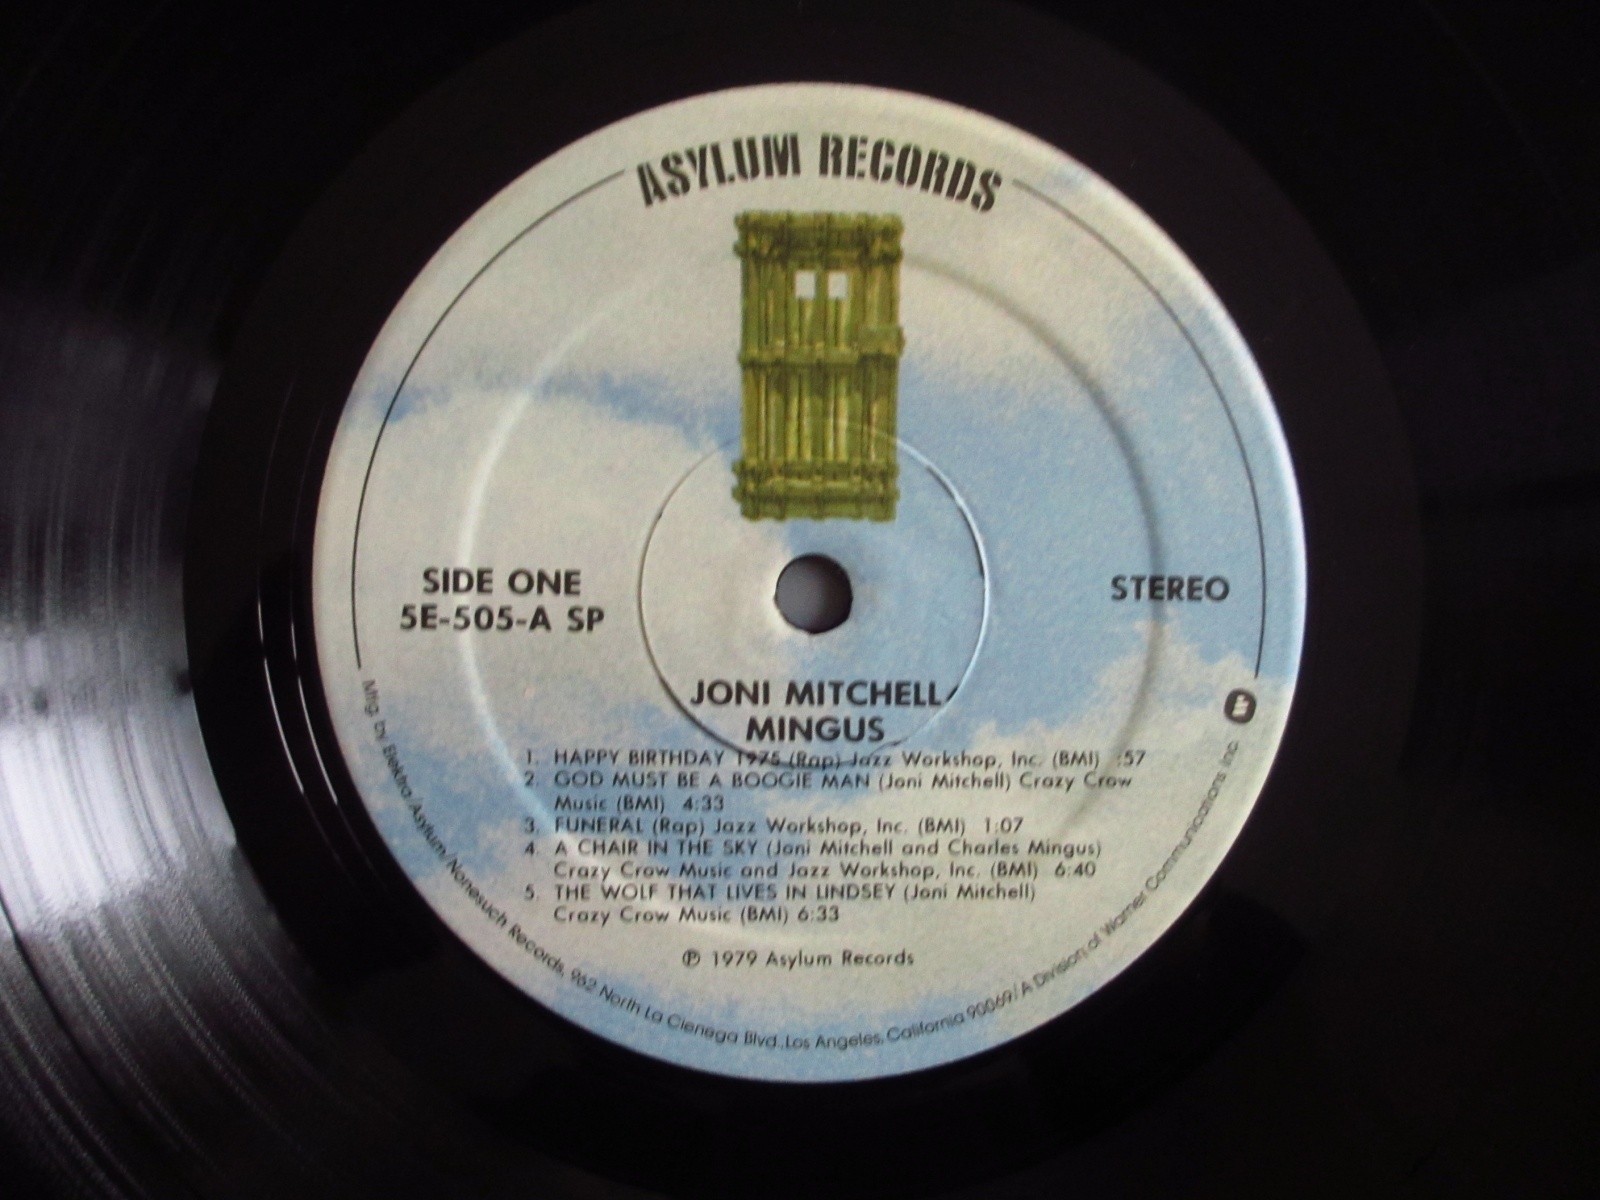 ASYLUM RECORDS
SIDE ONE
5E-505-A SP
STEREO
JONI MITCHELL
MINGUS
1. HAPPY BIRTHDAY 1975 (Rap) Jazz Workshop, Inc. (BMI) :57
2. GOD MUST BE A BOOGIE MAN (Joni Mitchell) Crazy Crow
Music (BMI) 4:33
3. FUNERAL (Rap) Jazz Workshop, Inc. (BMI) 1:07
4. A CHAIR IN THE SKY (Joni Mitchell and Charles Mingus)
Crazy Crow Music and Jazz Workshop, Inc. (BMI) 6:40
5. THE WOLF THAT LIVES IN LINDSEY (Joni Mitchell)
Crazy Crow Music (BMI) 6:33
℗ 1979 Asylum Records
Mftg. by Elektra/Asylum/Nonesuch Records, 962 North La Cienega Blvd., Los Angeles, California 90069/A Division of Warner Communications Inc.